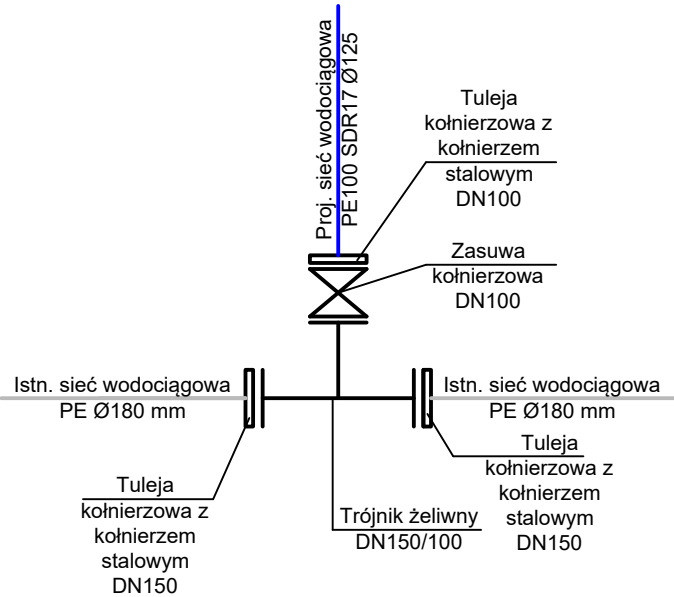 Proj. sieć wodociągowa
PE100 SDR17 Ø125
Tuleja
kołnierzowa z
kołnierzem
stalowym
DN100
Zasuwa
kołnierzowa
DN100
Istn. sieć wodociągowa
PE Ø180 mm
Istn. sieć wodociągowa
PE Ø180 mm
Tuleja
kołnierzowa z
kołnierzem
stalowym
DN150
Trójnik żeliwny
DN150/100
Tuleja
kołnierzowa z
kołnierzem
stalowym
DN150